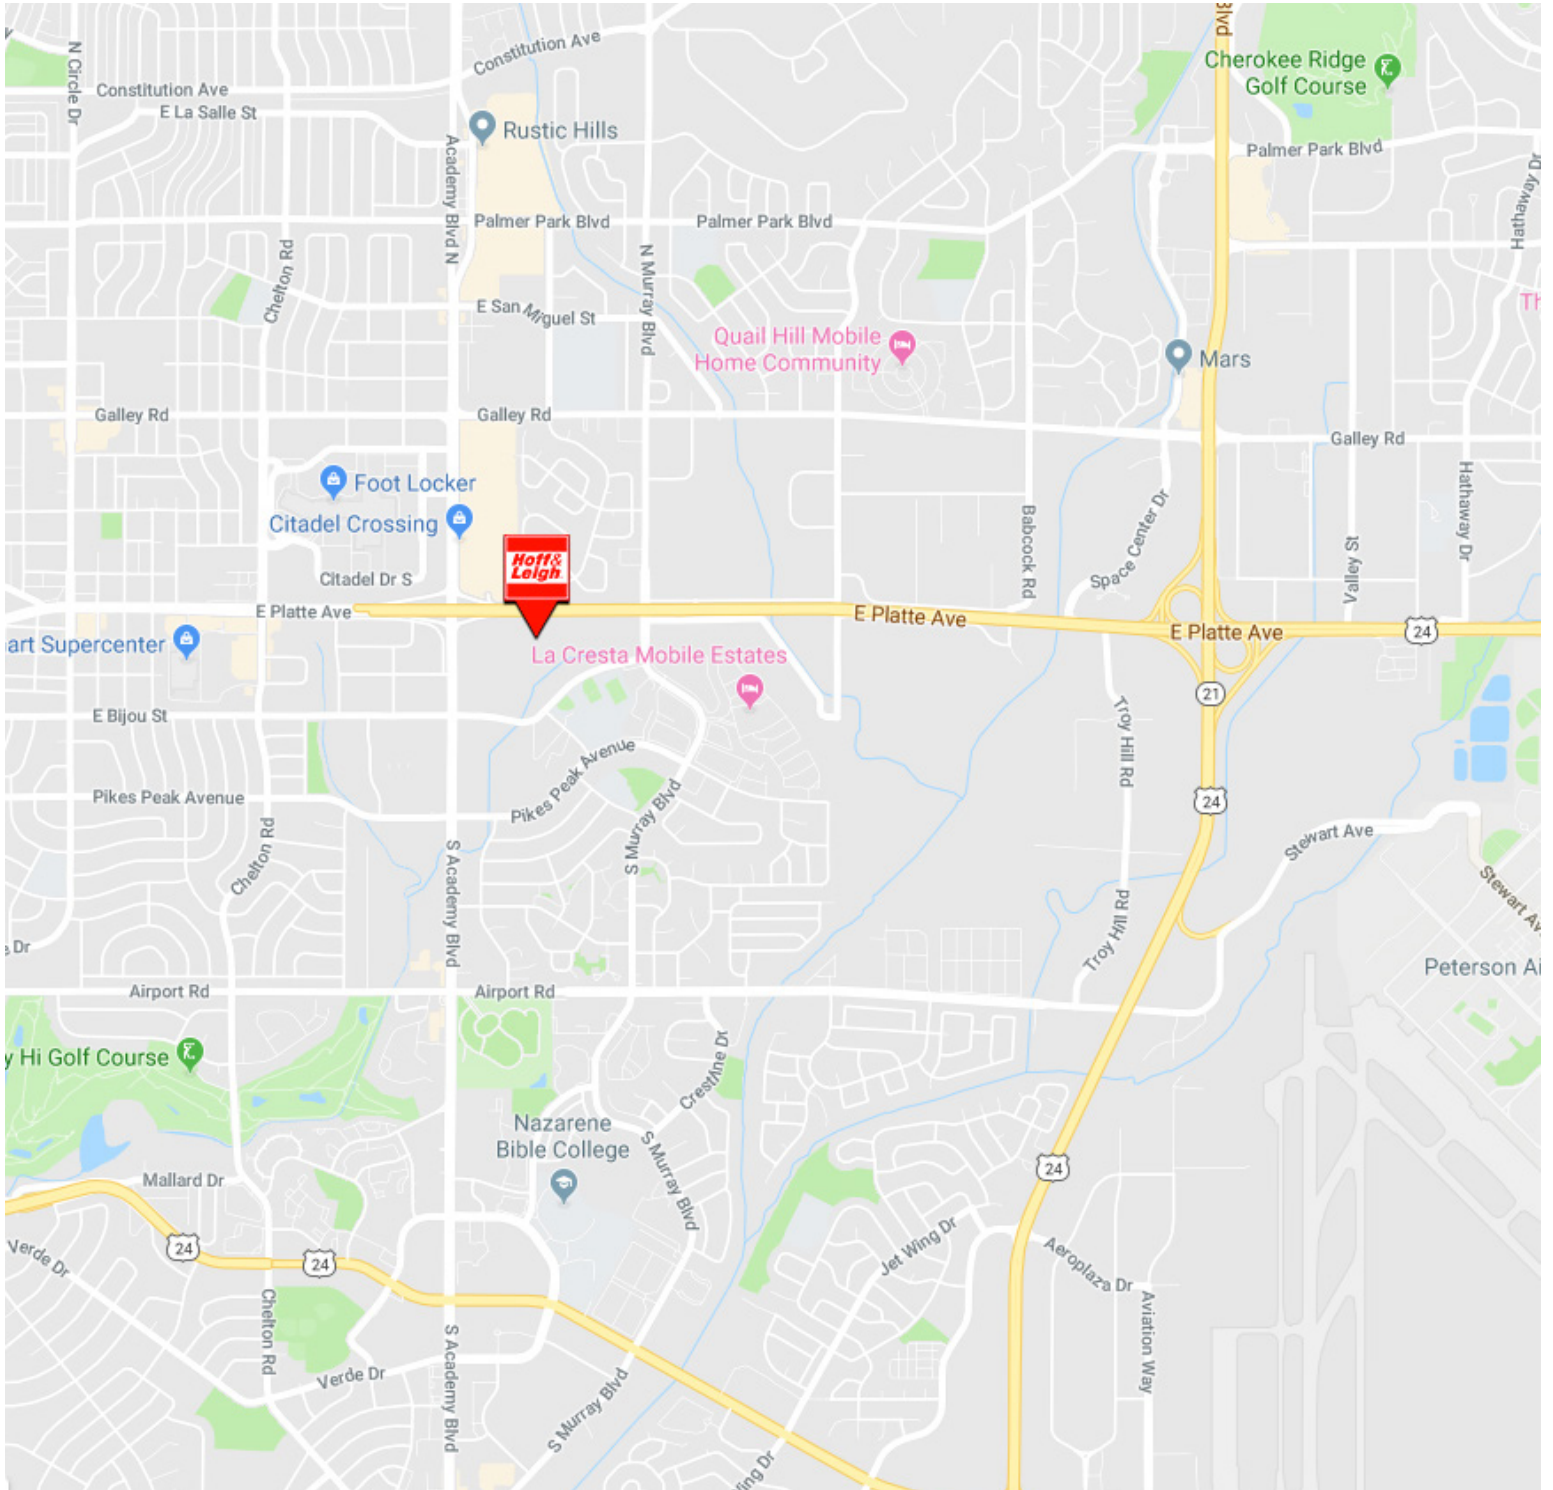 Blvd
Constitution Ave
Cherokee Ridge
Golf Course
N Circle Dr
Constitution Ave
E La Salle St
Rustic Hills
Academy Blvd N
Palmer Park Blvd
Hathaway Dr
Palmer Park Blvd
Palmer Park Blvd
Chelton Rd
N Murray Blvd
E San Miguel St
Th
Quail Hill Mobile
Home Community
Mars
Galley Rd
Galley Rd
Galley Rd
Foot Locker
Citadel Crossing
Hathaway Dr
Babcock Rd
Space Center Dr
Valley St
Hoff&
Leigh
Citadel Dr S
E Platte Ave
E Platte Ave
E Platte Ave
24
art Supercenter
La Cresta Mobile Estates
21
E Bijou St
Troy Hill Rd
Pikes Peak Avenue
Pikes Peak Avenue
S Murray Blvd
24
Stewart Ave
Chelton Rd
S Academy Blvd
Stewart Av
Troy Hill Rd
e Dr
Peterson Ai
Airport Rd
Airport Rd
y Hi Golf Course
Crestline Dr
Nazarene
Bible College
S Murray Blvd
24
Mallard Dr
Verde Dr
24
24
Jet Wing Dr
Aeroplaza Dr
Chelton Rd
S Academy Blvd
Aviation Way
Verde Dr
S Murray Blvd
Wing Dr